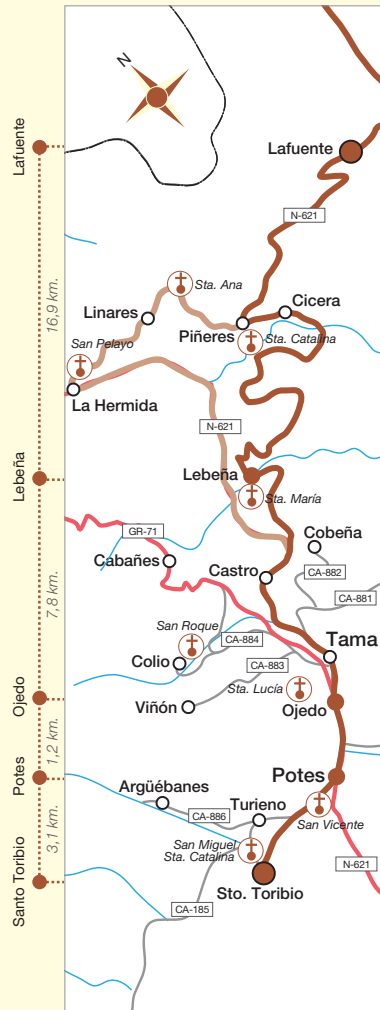 N
Lafuente
Lafuente
N-621
16,9 km.
Sta. Ana
Cicera
Linares
Piñeres
Sta. Catalina
San Pelayo
La Hermida
N-621
Lebeña
Lebeña
Sta. María
GR-71
Cobeña
Cabañes
CA-882
Castro
CA-881
7,8 km.
San Roque
CA-884
Tama
Colio
CA-883
Sta. Lucía
Viñón
Ojedo
Ojedo
1,2 km.
Potes
Potes
Argüébanes
Turieno
CA-886
San Vicente
3,1 km.
San Miguel
Sta. Catalina
N-621
Santo Toribio
Sto. Toribio
CA-185